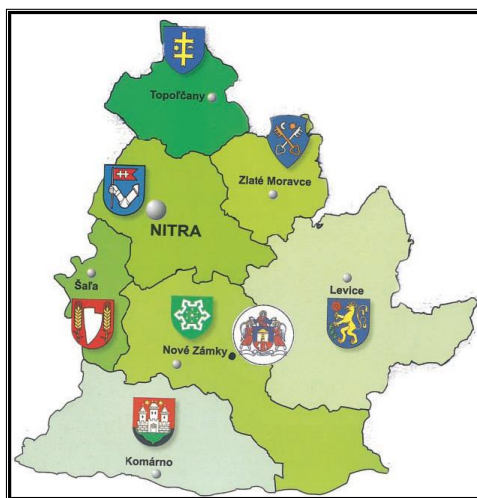 Topoľčany
Zlaté Moravce
NITRA
Šaľa
Levice
Nové Zámky
Komárno